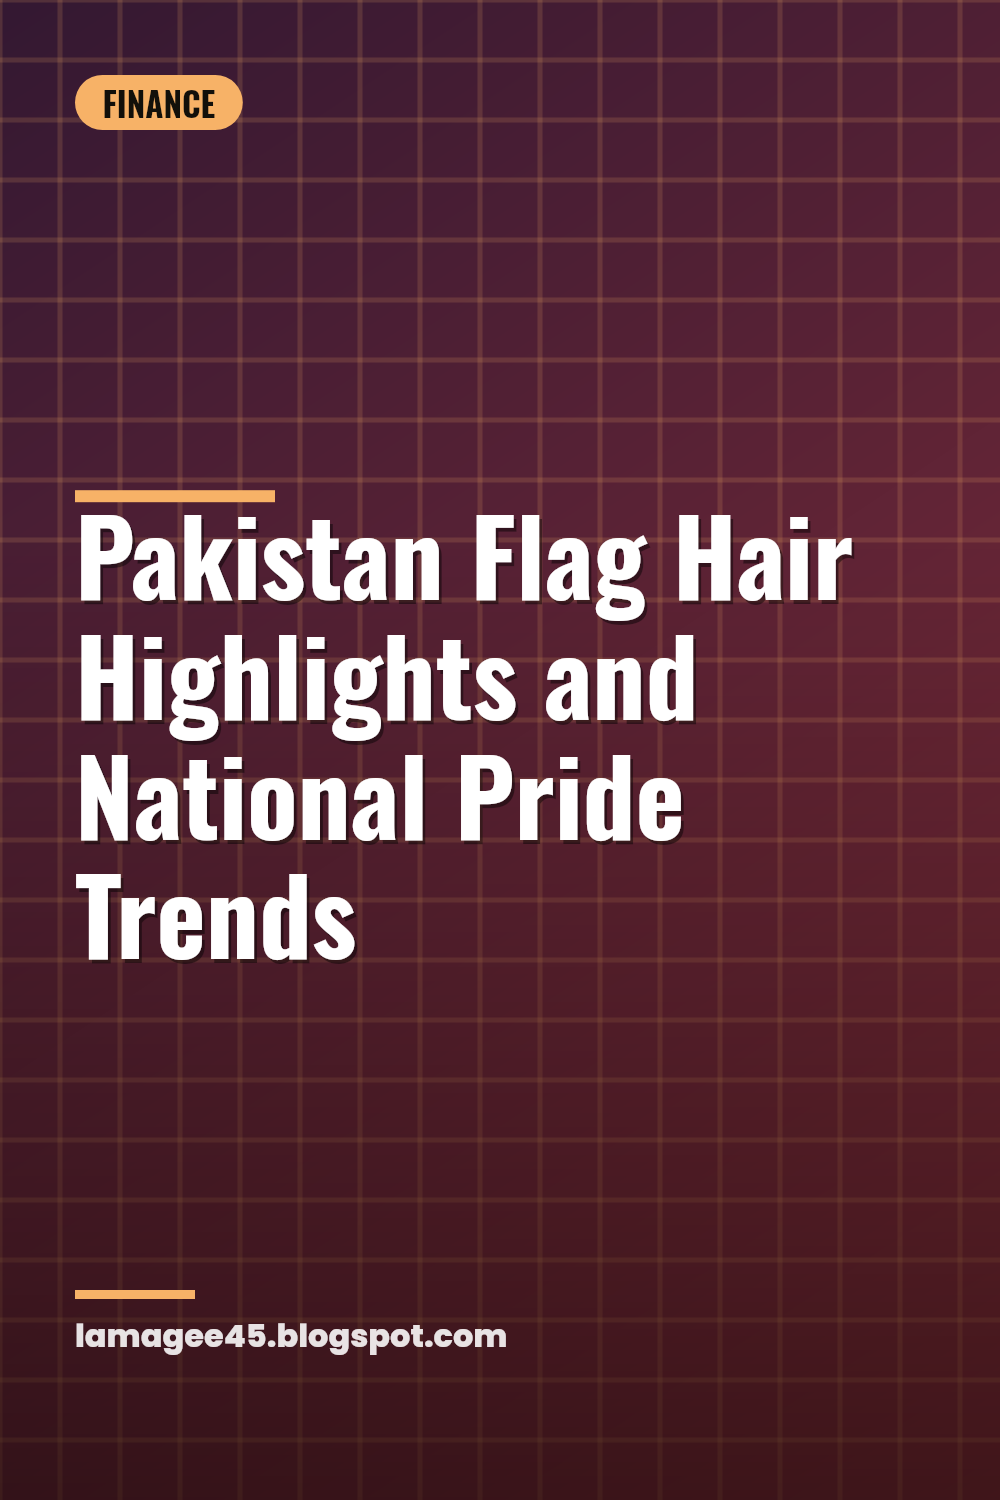 FINANCE
Pakistan Flag Hair
Highlights and
National Pride
Trends
lamagee45.blogspot.com